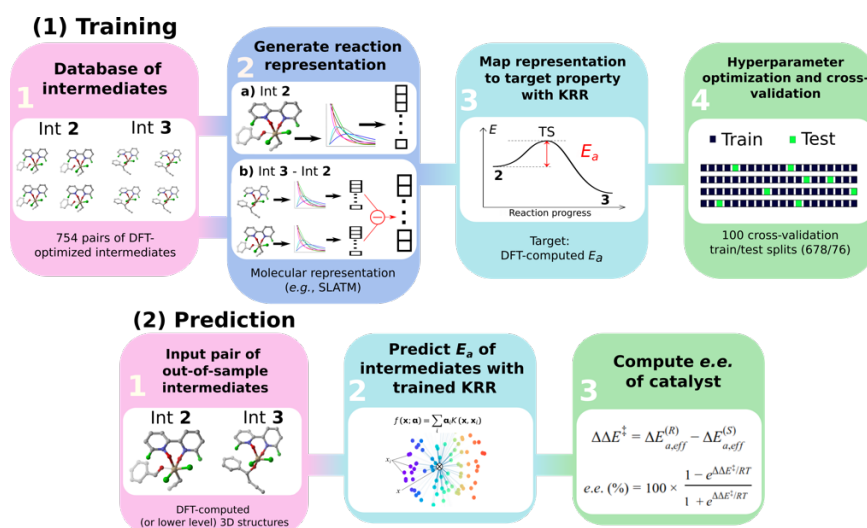 (1) Training
1
Database of
intermediates
Int 2 Int 3
754 pairs of DFT-
optimized intermediates
2
Generate reaction
representation
a) Int 2
b) Int 3 - Int 2
Molecular representation
(e.g., SLATM)
3
Map representation
to target property
with KRR
E
TS
Eₐ
2
3
Reaction progress
Target:
DFT-computed Eₐ
4
Hyperparameter
optimization and cross-
validation
Train Test
100 cross-validation
train/test splits (678/76)
(2) Prediction
1
Input pair of
out-of-sample
intermediates
Int 2 Int 3
DFT-computed
(or lower level) 3D structures
2
Predict Eₐ of
intermediates with
trained KRR
f(x;α) = ∑ᵢ αᵢK(x, xᵢ)
xᵢ
x
3
Compute e.e.
of catalyst
ΔΔE‡ = ΔE(R)a,eff − ΔE(S)a,eff
e.e. (%) = 100 × (1 − e^ΔΔE‡/RT) / (1 + e^ΔΔE‡/RT)